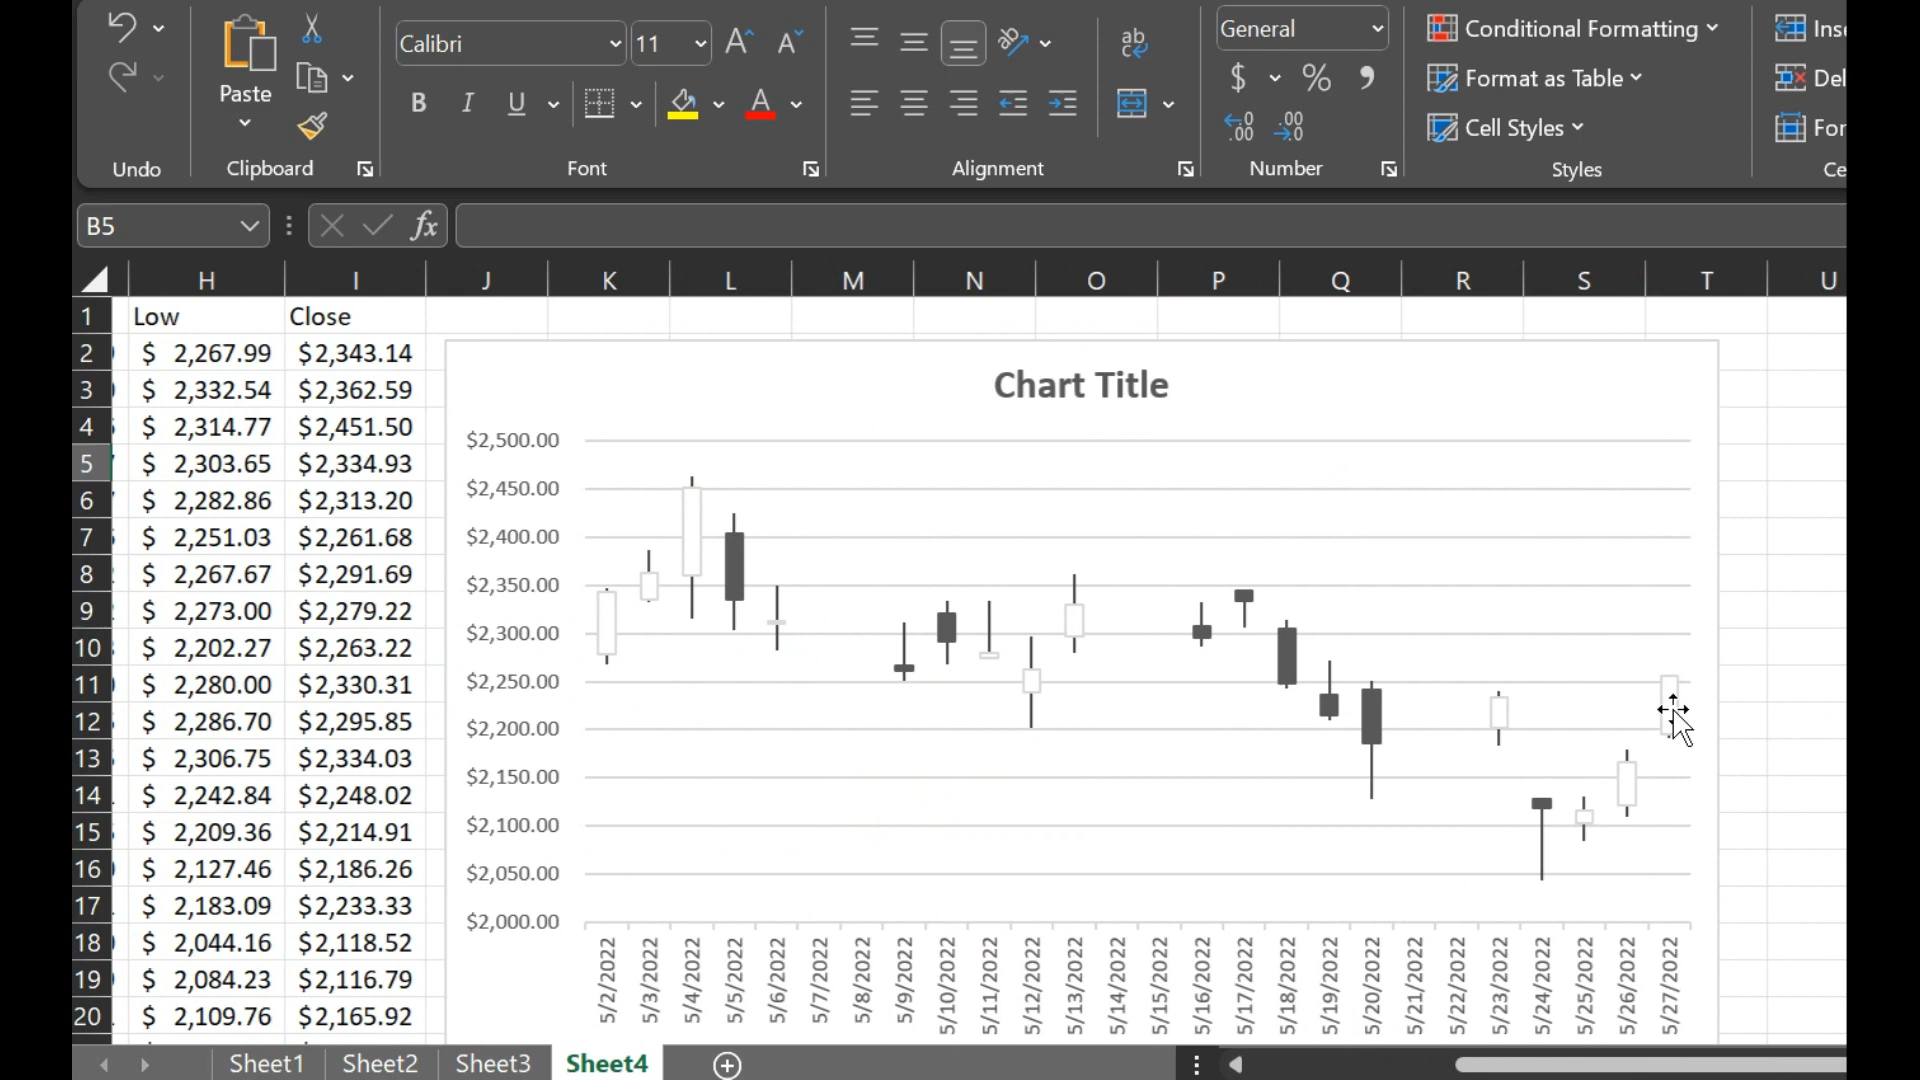 Calibri
11
ab
c
General
Conditional Formatting
Inse
$ % ,
Format as Table
Del
Paste
B I U
A
.00
Cell Styles
For
Undo
Clipboard
Font
Alignment
Number
Styles
Ce
B5
fx
H I J K L M N O P Q R S T U
1 Low Close
2 $ 2,267.99 $2,343.14
3 $ 2,332.54 $2,362.59
4 $ 2,314.77 $2,451.50
5 $ 2,303.65 $2,334.93
6 $ 2,282.86 $2,313.20
7 $ 2,251.03 $2,261.68
8 $ 2,267.67 $2,291.69
9 $ 2,273.00 $2,279.22
10 $ 2,202.27 $2,263.22
11 $ 2,280.00 $2,330.31
12 $ 2,286.70 $2,295.85
13 $ 2,306.75 $2,334.03
14 $ 2,242.84 $2,248.02
15 $ 2,209.36 $2,214.91
16 $ 2,127.46 $2,186.26
17 $ 2,183.09 $2,233.33
18 $ 2,044.16 $2,118.52
19 $ 2,084.23 $2,116.79
20 $ 2,109.76 $2,165.92
Chart Title
$2,500.00
$2,450.00
$2,400.00
$2,350.00
$2,300.00
$2,250.00
$2,200.00
$2,150.00
$2,100.00
$2,050.00
$2,000.00
5/2/2022
5/3/2022
5/4/2022
5/5/2022
5/6/2022
5/7/2022
5/8/2022
5/9/2022
5/10/2022
5/11/2022
5/12/2022
5/13/2022
5/14/2022
5/15/2022
5/16/2022
5/17/2022
5/18/2022
5/19/2022
5/20/2022
5/21/2022
5/22/2022
5/23/2022
5/24/2022
5/25/2022
5/26/2022
5/27/2022
Sheet1 Sheet2 Sheet3 Sheet4